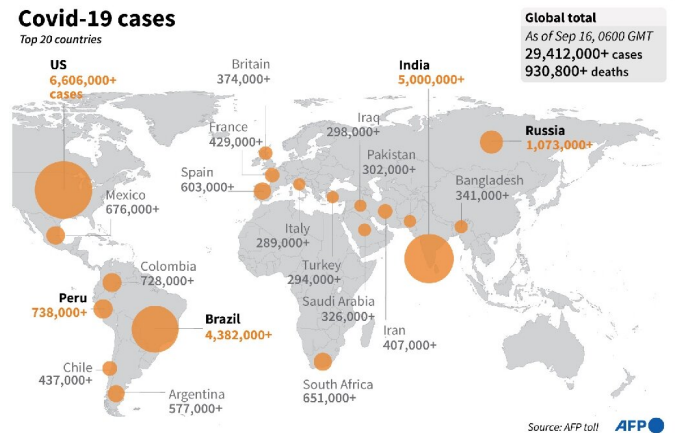 Covid-19 cases
Top 20 countries
Global total
As of Sep 16, 0600 GMT
29,412,000+ cases
930,800+ deaths
US
6,606,000+
cases
Britain
374,000+
India
5,000,000+
France
429,000+
Iraq
298,000+
Russia
1,073,000+
Spain
603,000+
Pakistan
302,000+
Bangladesh
341,000+
Mexico
676,000+
Italy
289,000+
Turkey
294,000+
Colombia
728,000+
Saudi Arabia
326,000+
Peru
738,000+
Brazil
4,382,000+
Iran
407,000+
Chile
437,000+
South Africa
651,000+
Argentina
577,000+
Source: AFP toll
AFP